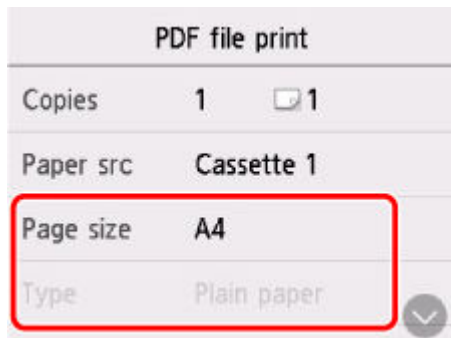 PDF file print
Copies 1 1
Paper src Cassette 1
Page size A4
Type Plain paper